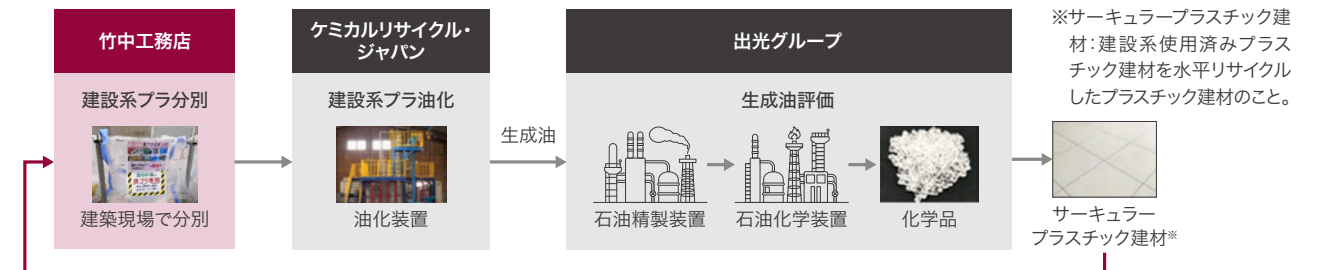 竹中工務店
建設系プラ分別
建築現場で分別
ケミカルリサイクル・
ジャパン
建設系プラ油化
油化装置
生成油
出光グループ
生成油評価
石油精製装置
石油化学装置
化学品
※サーキュラープラスチック建
材：建設系使用済みプラス
チック建材を水平リサイクル
したプラスチック建材のこと。
サーキュラー
プラスチック建材※